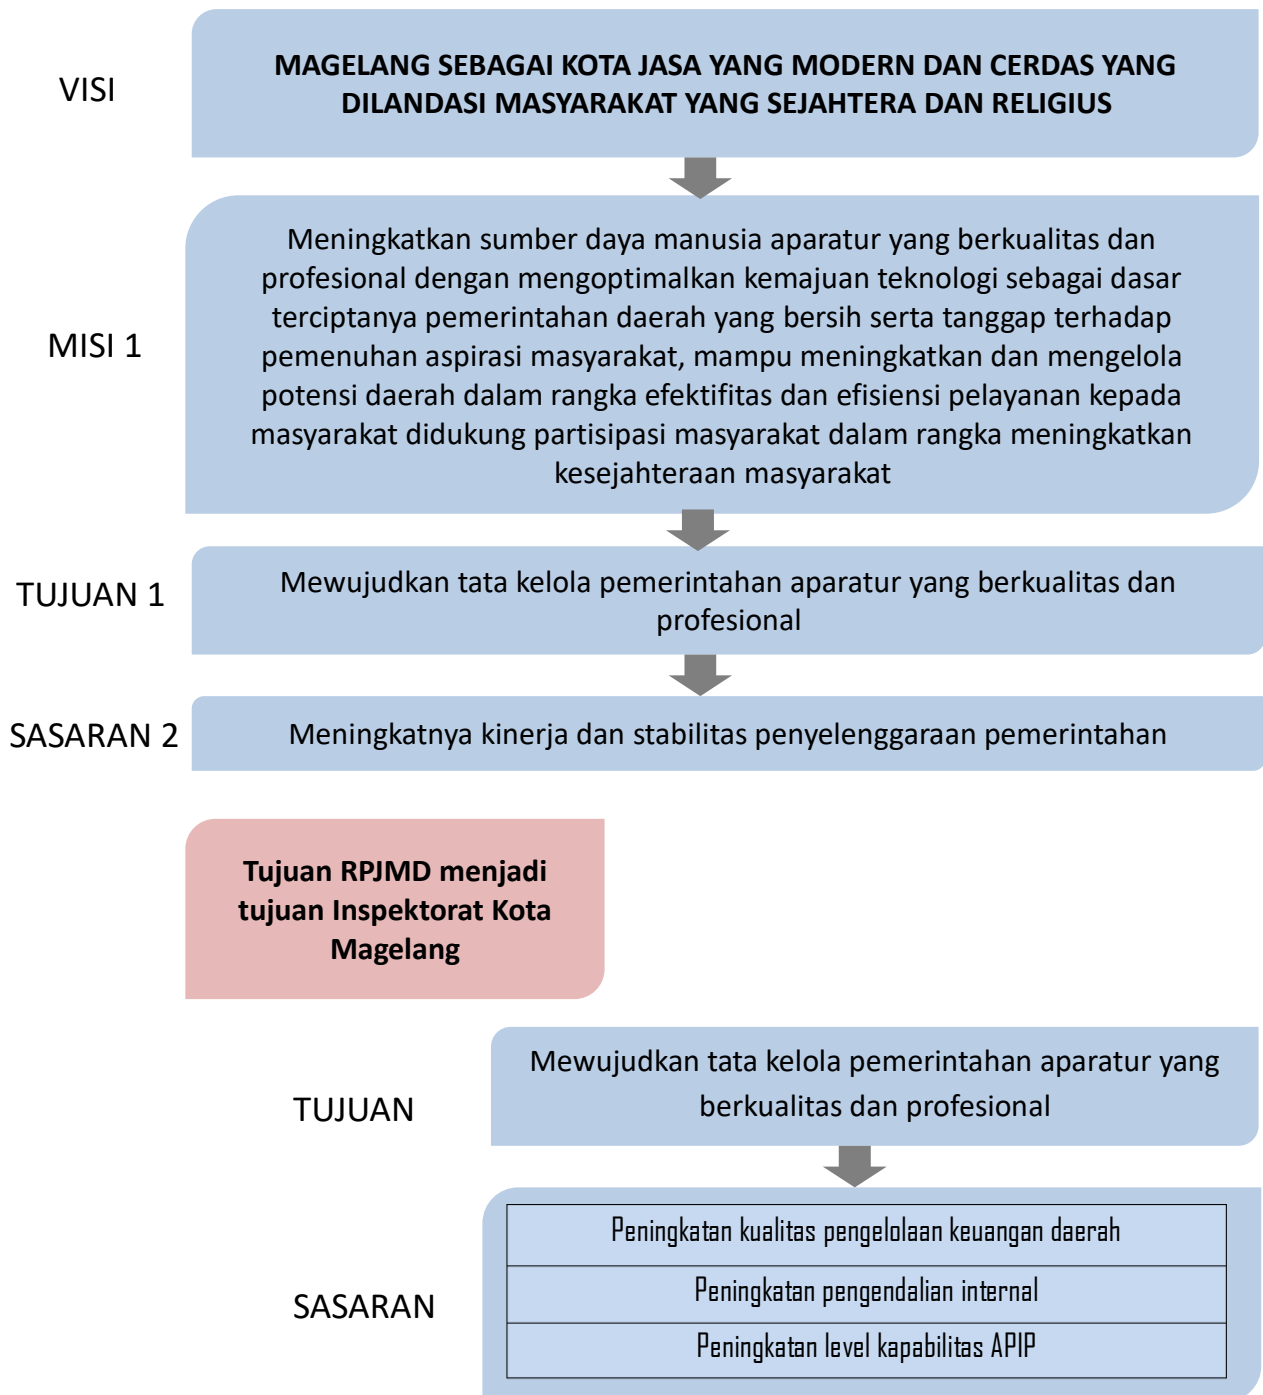 VISI
MAGELANG SEBAGAI KOTA JASA YANG MODERN DAN CERDAS YANG
DILANDASI MASYARAKAT YANG SEJAHTERA DAN RELIGIUS
MISI 1
Meningkatkan sumber daya manusia aparatur yang berkualitas dan
profesional dengan mengoptimalkan kemajuan teknologi sebagai dasar
terciptanya pemerintahan daerah yang bersih serta tanggap terhadap
pemenuhan aspirasi masyarakat, mampu meningkatkan dan mengelola
potensi daerah dalam rangka efektifitas dan efisiensi pelayanan kepada
masyarakat didukung partisipasi masyarakat dalam rangka meningkatkan
kesejahteraan masyarakat
TUJUAN 1
Mewujudkan tata kelola pemerintahan aparatur yang berkualitas dan
profesional
SASARAN 2
Meningkatnya kinerja dan stabilitas penyelenggaraan pemerintahan
Tujuan RPJMD menjadi
tujuan Inspektorat Kota
Magelang
TUJUAN
Mewujudkan tata kelola pemerintahan aparatur yang
berkualitas dan profesional
SASARAN
Peningkatan kualitas pengelolaan keuangan daerah
Peningkatan pengendalian internal
Peningkatan level kapabilitas APIP